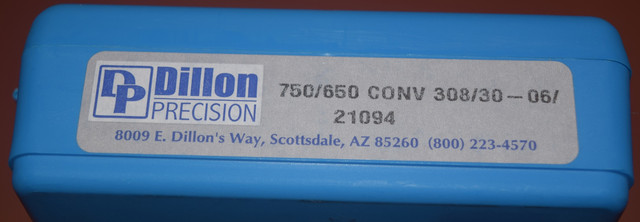 DP Dillon
PRECISION
750/650 CONV 308/30-06/
21094
8009 E. Dillon's Way, Scottsdale, AZ 85260 (800) 223-4570